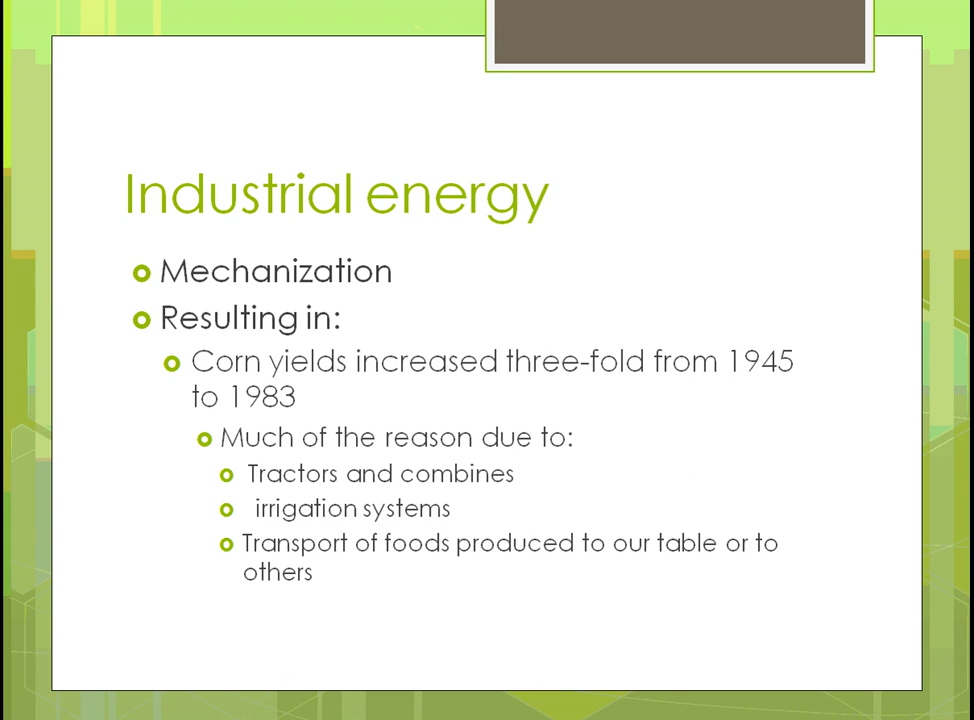 Industrial energy
Mechanization
Resulting in:
Corn yields increased three-fold from 1945
to 1983
Much of the reason due to:
Tractors and combines
irrigation systems
Transport of foods produced to our table or to
others